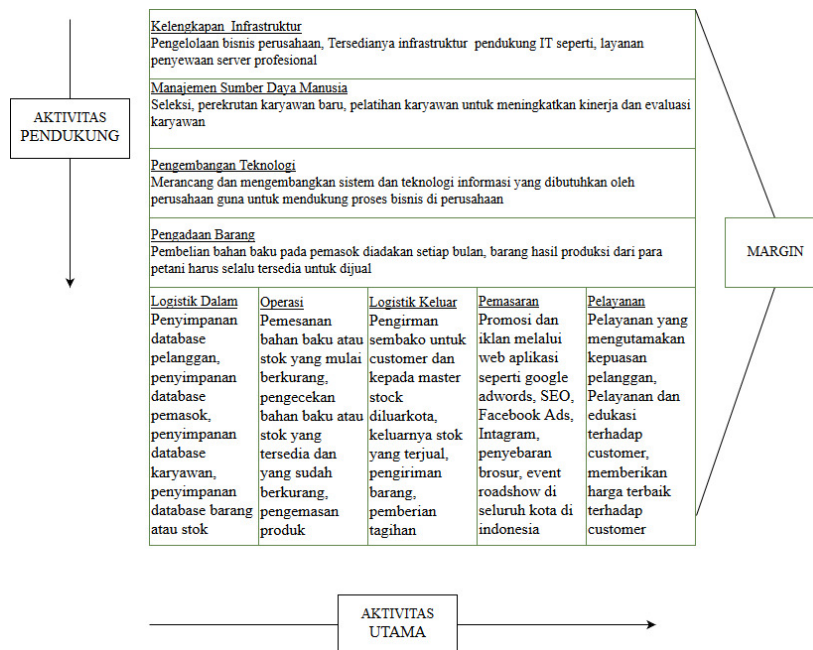 Kelengkapan Infrastruktur
Pengelolaan bisnis perusahaan, Tersedianya infrastruktur pendukung IT seperti, layanan
penyewaan server profesional
Manajemen Sumber Daya Manusia
Seleksi, perekrutan karyawan baru, pelatihan karyawan untuk meningkatkan kinerja dan evaluasi
karyawan
AKTIVITAS
PENDUKUNG
Pengembangan Teknologi
Merancang dan mengembangkan sistem dan teknologi informasi yang dibutuhkan oleh
perusahaan guna untuk mendukung proses bisnis di perusahaan
Pengadaan Barang
Pembelian bahan baku pada pemasok diadakan setiap bulan, barang hasil produksi dari para
petani harus selalu tersedia untuk dijual
MARGIN
Logistik Dalam
Penyimpanan
database
pelanggan,
penyimpanan
database
pemasok,
penyimpanan
database
karyawan,
penyimpanan
database barang
atau stok
Operasi
Pemesanan
bahan baku atau
stok yang mulai
berkurang,
pengecekan
bahan baku atau
stok yang
tersedia dan
yang sudah
berkurang,
pengemasan
produk
Logistik Keluar
Pengirman
sembako untuk
customer dan
kepada master
stock
diluarkota,
keluarnya stok
yang terjual,
pengiriman
barang,
pemberian
tagihan
Pemasaran
Promosi dan
iklan melalui
web aplikasi
seperti google
adwords, SEO,
Facebook Ads,
Intagram,
penyebaran
brosur, event
roadshow di
seluruh kota di
indonesia
Pelayanan
Pelayanan yang
mengutamakan
kepuasan
pelanggan,
Pelayanan dan
edukasi
terhadap
customer,
memberikan
harga terbaik
terhadap
customer
AKTIVITAS
UTAMA